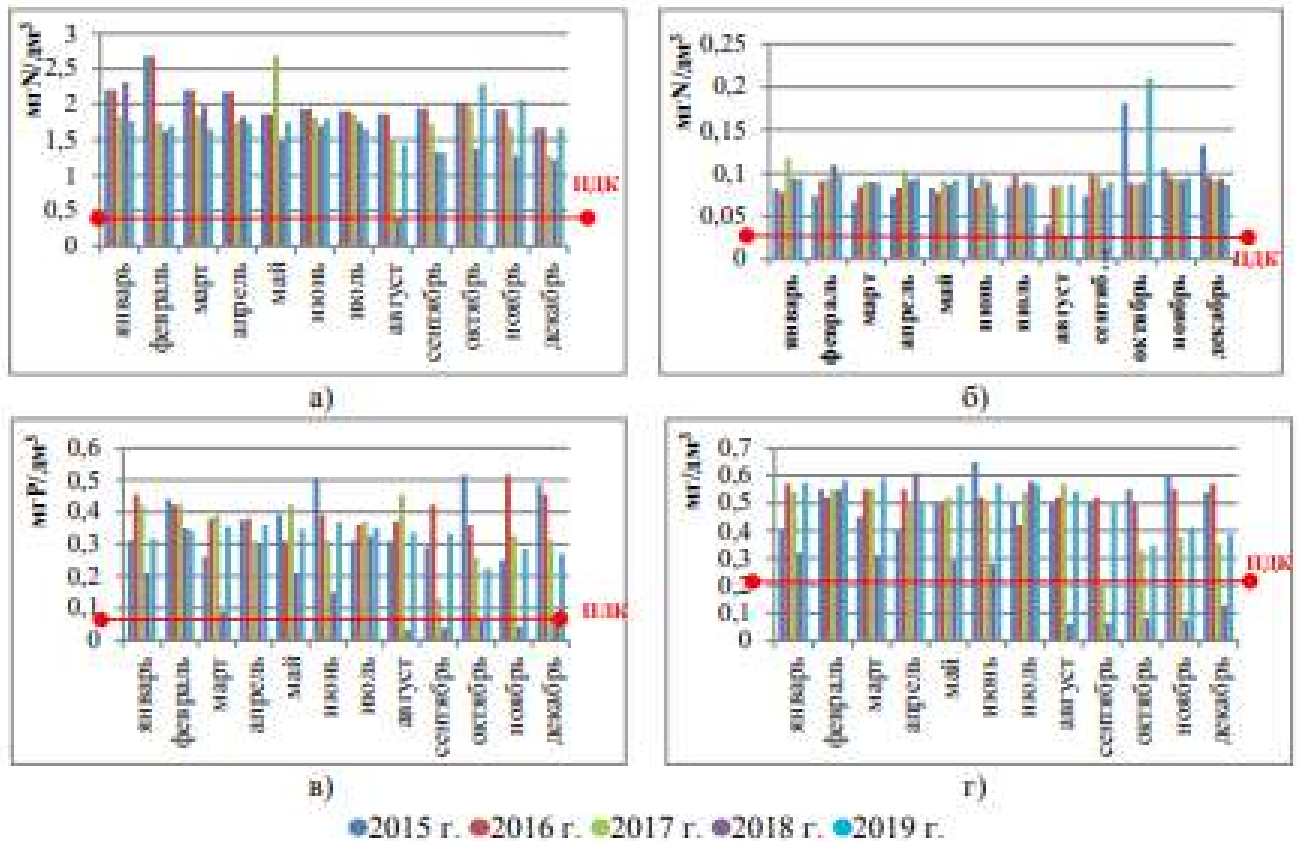 мгN/дм³
3
2,5
2
1,5
1
0,5
0
ПДК
январь
февраль
март
апрель
май
июнь
июль
август
сентябрь
октябрь
ноябрь
декабрь
а)
мгN/дм³
0,25
0,2
0,15
0,1
0,05
0
ПДК
январь
февраль
март
апрель
май
июнь
июль
август
октябрь
ноябрь
декабрь
б)
мгР/дм³
0,6
0,5
0,4
0,3
0,2
0,1
0
ПДК
январь
февраль
март
апрель
май
июнь
июль
август
сентябрь
октябрь
ноябрь
декабрь
в)
мг/дм³
0,7
0,6
0,5
0,4
0,3
0,2
0,1
0
ПДК
январь
февраль
март
апрель
май
июнь
июль
август
сентябрь
октябрь
ноябрь
декабрь
г)
2015 г. 2016 г. 2017 г. 2018 г. 2019 г.